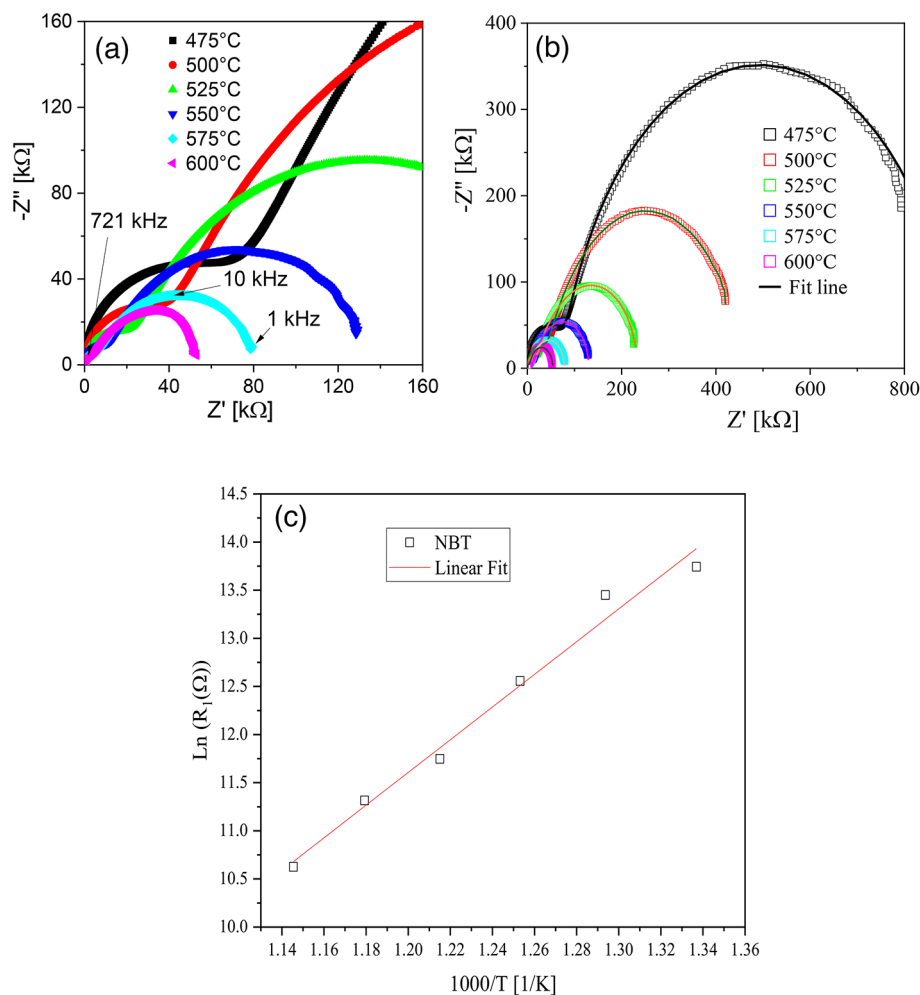 (a)
475°C
500°C
525°C
550°C
575°C
600°C
721 kHz
10 kHz
1 kHz
160
120
80
40
0
-Z" [kΩ]
0 40 80 120 160
Z' [kΩ]
(b)
475°C
500°C
525°C
550°C
575°C
600°C
Fit line
400
300
200
100
0
-Z" [kΩ]
0 200 400 600 800
Z' [kΩ]
(c)
NBT
Linear Fit
14.5
14.0
13.5
13.0
12.5
12.0
11.5
11.0
10.5
10.0
Ln (R₁(Ω))
1.14 1.16 1.18 1.20 1.22 1.24 1.26 1.28 1.30 1.32 1.34 1.36
1000/T [1/K]